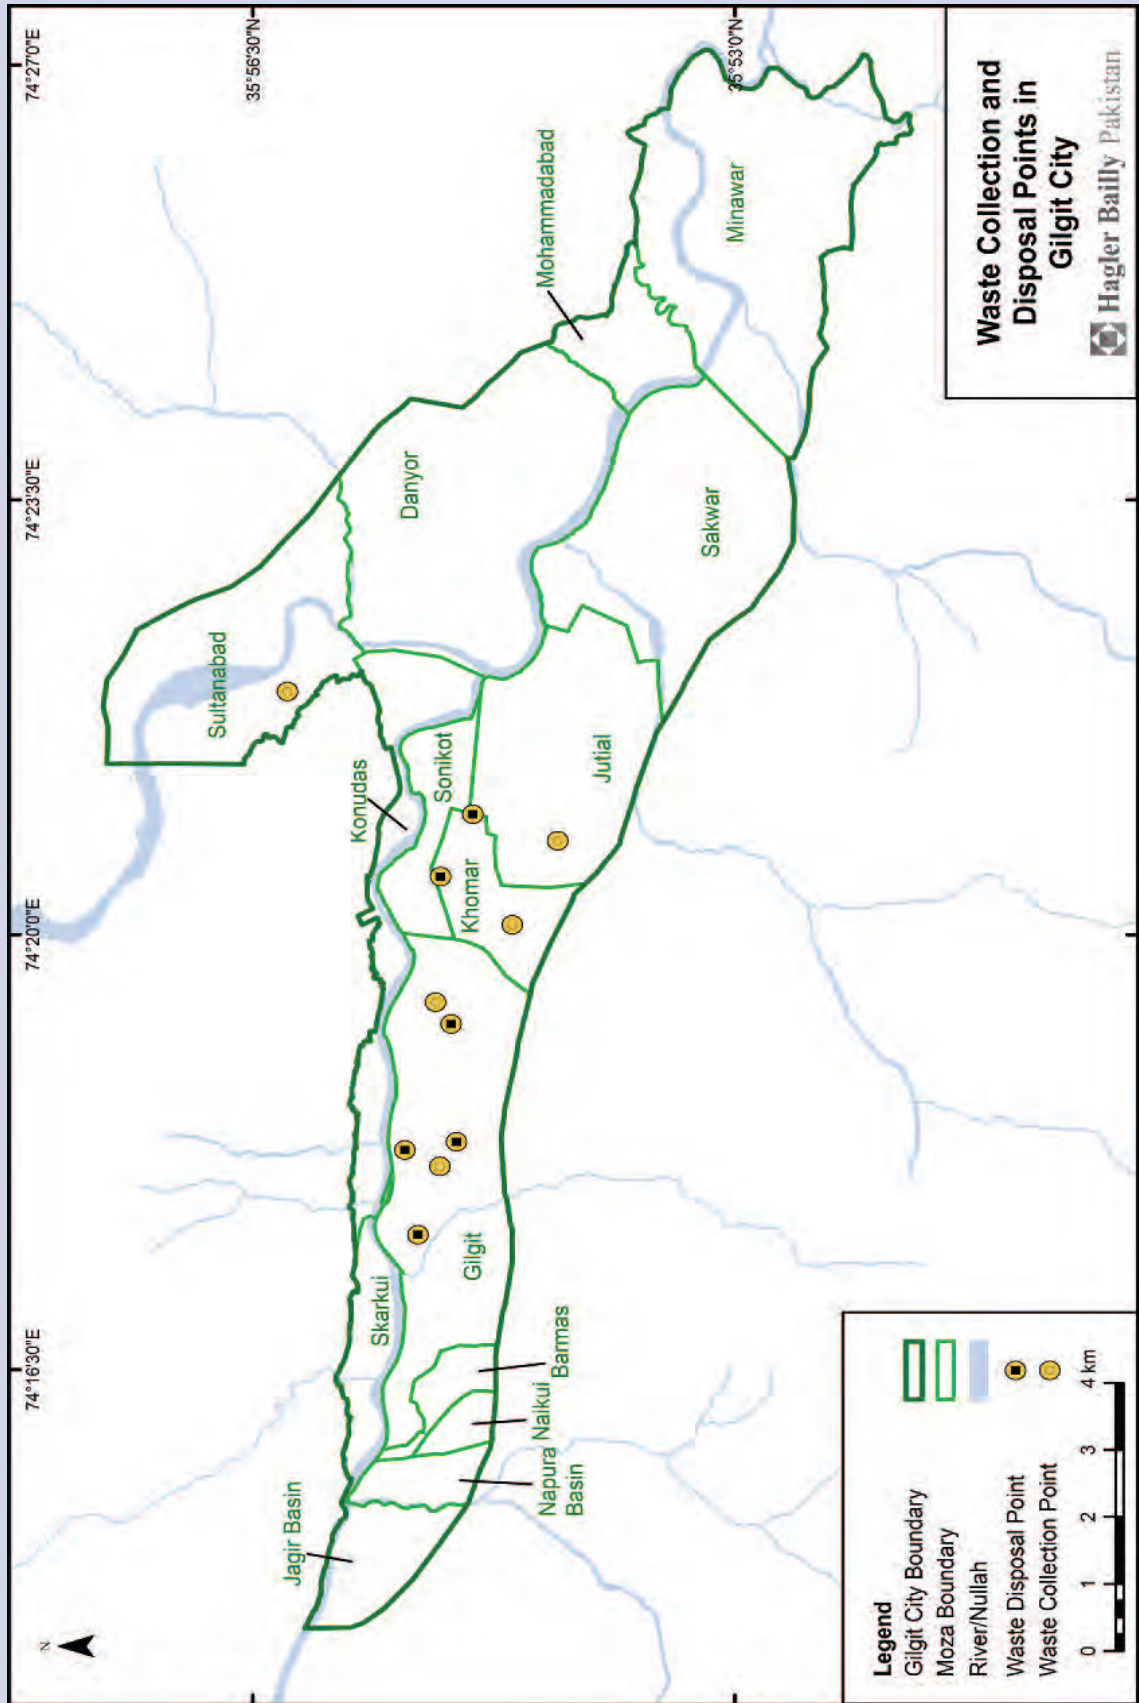 74°16'30"E
74°20'0"E
74°23'30"E
74°27'0"E
35°56'30"N
35°53'0"N
N
Jagir Basin
Skarkui
Konudas
Sultanabad
Danyor
Mohammadabad
Minawar
Sonikot
Khomar
Jutial
Sakwar
Gilgit
Barmas
Naikui
Napura
Basin
Legend
Gilgit City Boundary
Moza Boundary
River/Nullah
Waste Disposal Point
Waste Collection Point
0 1 2 3 4 km
Waste Collection and
Disposal Points in
Gilgit City
Hagler Bailly Pakistan